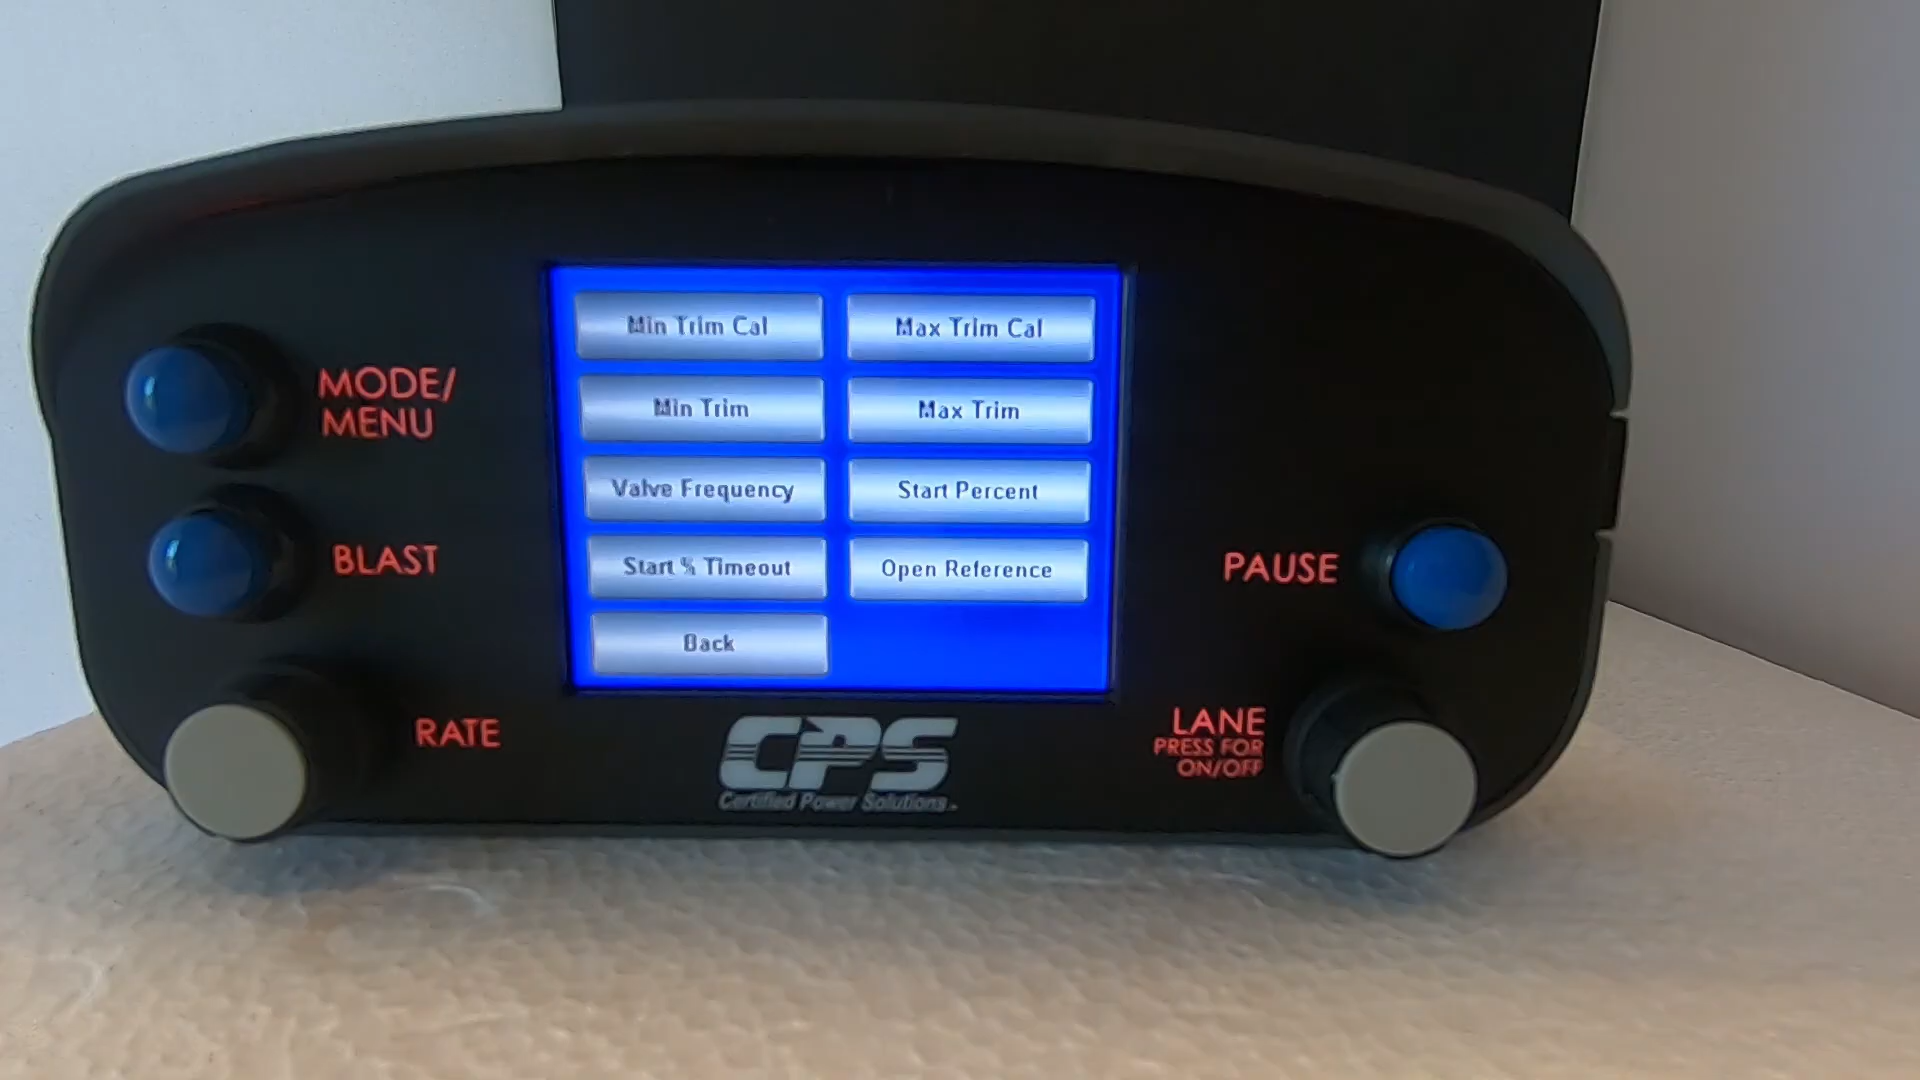 Min Trim Cal
Max Trim Cal
Min Trim
Max Trim
Valve Frequency
Start Percent
Start % Timeout
Open Reference
Back
MODE/
MENU
BLAST
RATE
PAUSE
LANE
PRESS FOR
ON/OFF
CPS
Certified Power Solutions